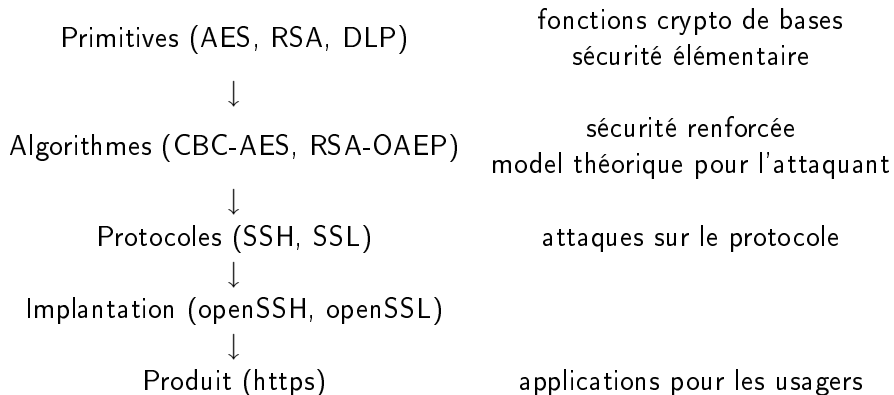 Primitives (AES, RSA, DLP)
fonctions crypto de bases
sécurité élémentaire
↓
Algorithmes (CBC-AES, RSA-OAEP)
sécurité renforcée
model théorique pour l'attaquant
↓
Protocoles (SSH, SSL)
attaques sur le protocole
↓
Implantation (openSSH, openSSL)
↓
Produit (https)
applications pour les usagers